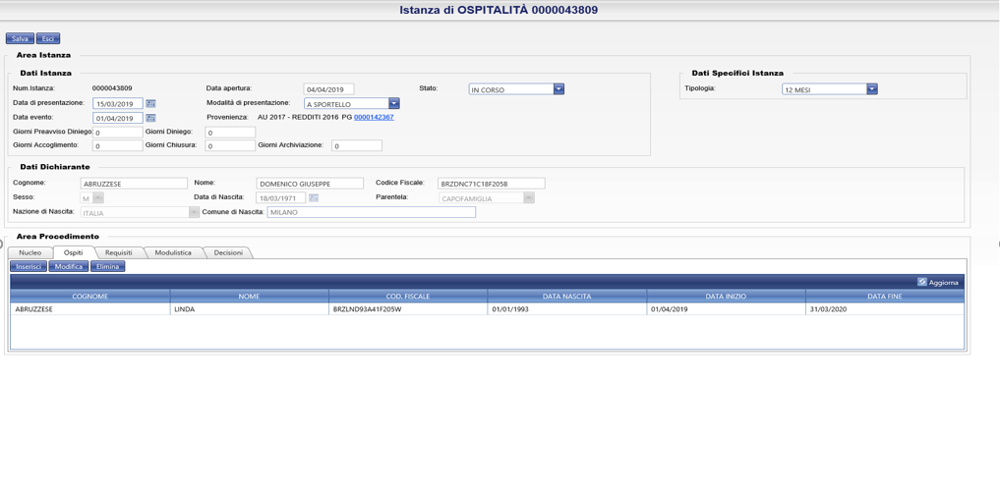 Istanza di OSPITALITÀ 0000043809
Salva Esci
Area Istanza
Dati Istanza
Num.Istanza: 0000043809 Data apertura: 04/04/2019 Stato: IN CORSO
Data di presentazione: 15/03/2019 Modalità di presentazione: A SPORTELLO
Data evento: 01/04/2019 Provenienza: AU 2017 - REDDITI 2016 PG 0000142367
Giorni Preavviso Diniego: 0 Giorni Diniego: 0
Giorni Accoglimento: 0 Giorni Chiusura: 0 Giorni Archiviazione: 0
Dati Specifici Istanza
Tipologia: 12 MESI
Dati Dichiarante
Cognome: ABRUZZESE Nome: DOMENICO GIUSEPPE Codice Fiscale: BRZDNC71C18F205B
Sesso: M Data di Nascita: 18/03/1971 Parentela: CAPOFAMIGLIA
Nazione di Nascita: ITALIA Comune di Nascita: MILANO
Area Procedimento
Nucleo Ospiti Requisiti Modulistica Decisioni
Inserisci Modifica Elimina
Aggiorna
COGNOME NOME COD. FISCALE DATA NASCITA DATA INIZIO DATA FINE
ABRUZZESE LINDA BRZLND93A41F205W 01/01/1993 01/04/2019 31/03/2020